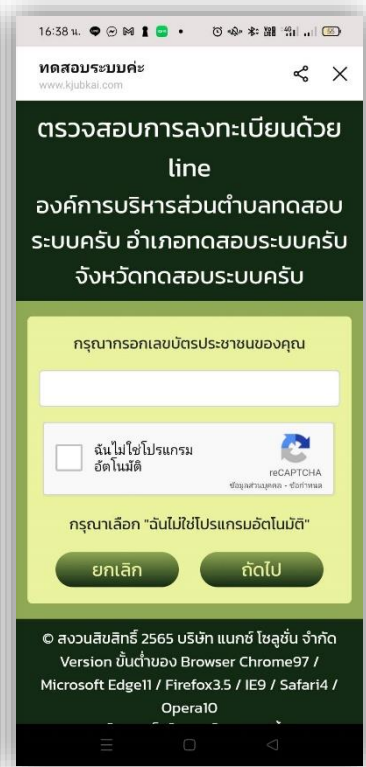 16:38 น.
4G
56
ทดสอบระบบค่ะ
www.kjubkai.com
ตรวจสอบการลงทะเบียนด้วย
line
องค์การบริหารส่วนตำบลทดสอบ
ระบบครับ อำเภอทดสอบระบบครับ
จังหวัดทดสอบระบบครับ
กรุณากรอกเลขบัตรประชาชนของคุณ
ฉันไม่ใช่โปรแกรม
อัตโนมัติ
reCAPTCHA
ข้อมูลส่วนบุคคล - ข้อกำหนด
กรุณาเลือก "ฉันไม่ใช่โปรแกรมอัตโนมัติ"
ยกเลิก ถัดไป
© สงวนสิขสิทธิ์ 2565 บริษัท แนกซ์ โซลูชั่น จำกัด
Version ขั้นต่ำของ Browser Chrome97 /
Microsoft Edge11 / Firefox3.5 / IE9 / Safari4 /
Opera10